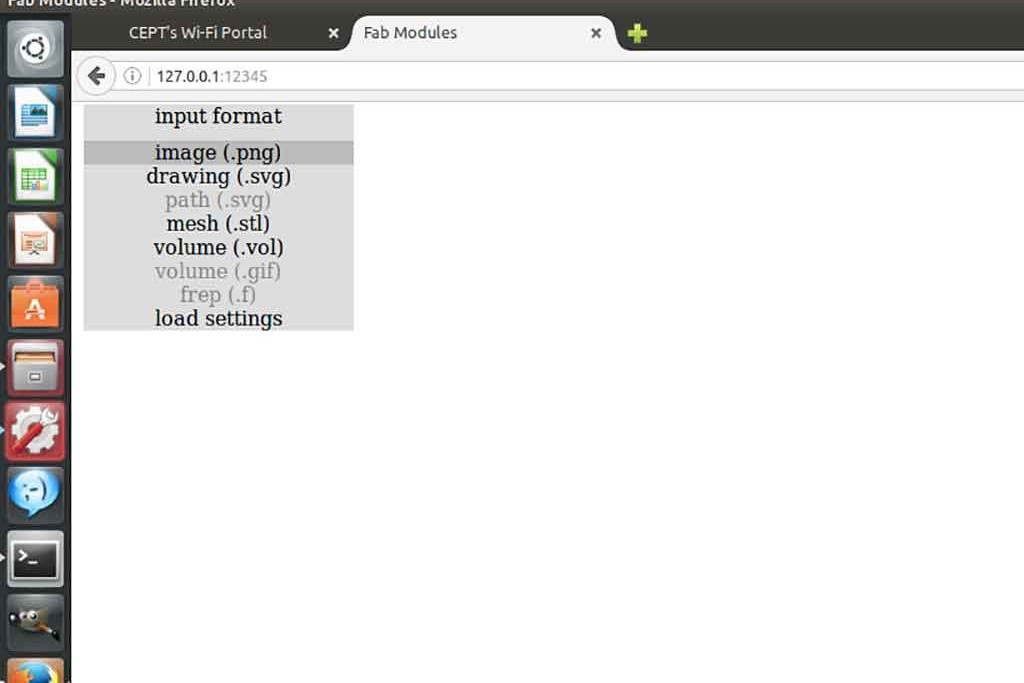 Fab Modules - Mozilla Firefox
CEPT's Wi-Fi Portal
Fab Modules
127.0.0.1:12345
input format
image (.png)
drawing (.svg)
path (.svg)
mesh (.stl)
volume (.vol)
volume (.gif)
frep (.f)
load settings